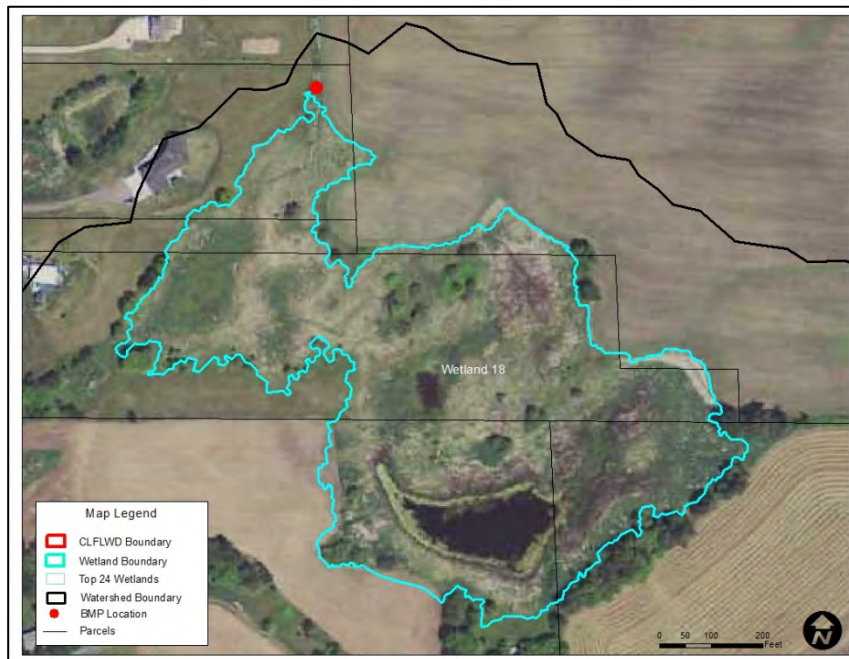 Wetland 18
Map Legend
CLFLWD Boundary
Wetland Boundary
Top 24 Wetlands
Watershed Boundary
BMP Location
Parcels
0 50 100 200
Feet
N